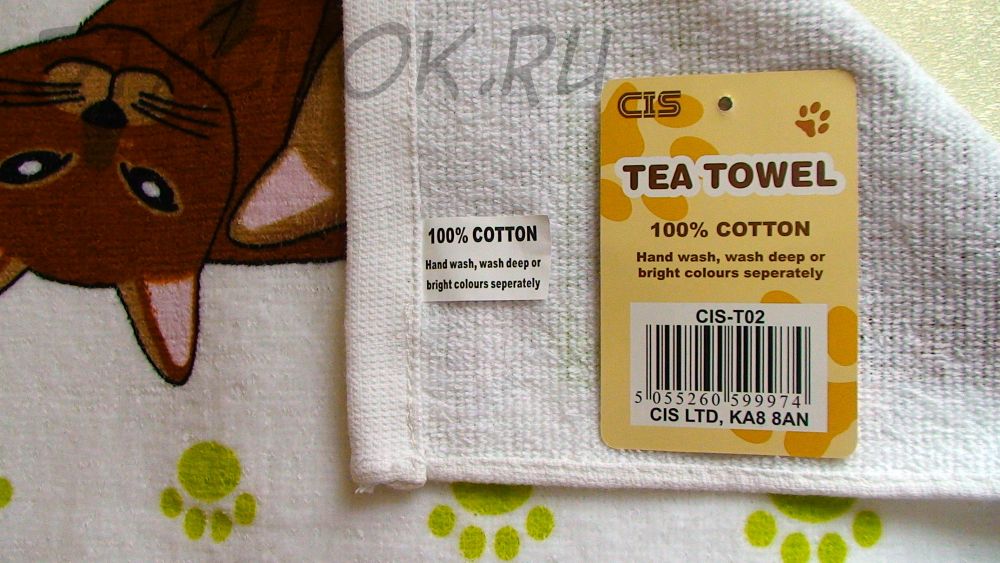 CIS
TEA TOWEL
100% COTTON
Hand wash, wash deep or
bright colours seperately
CIS-T02
5 055260 599974
CIS LTD, KA8 8AN
100% COTTON
Hand wash, wash deep or
bright colours seperately